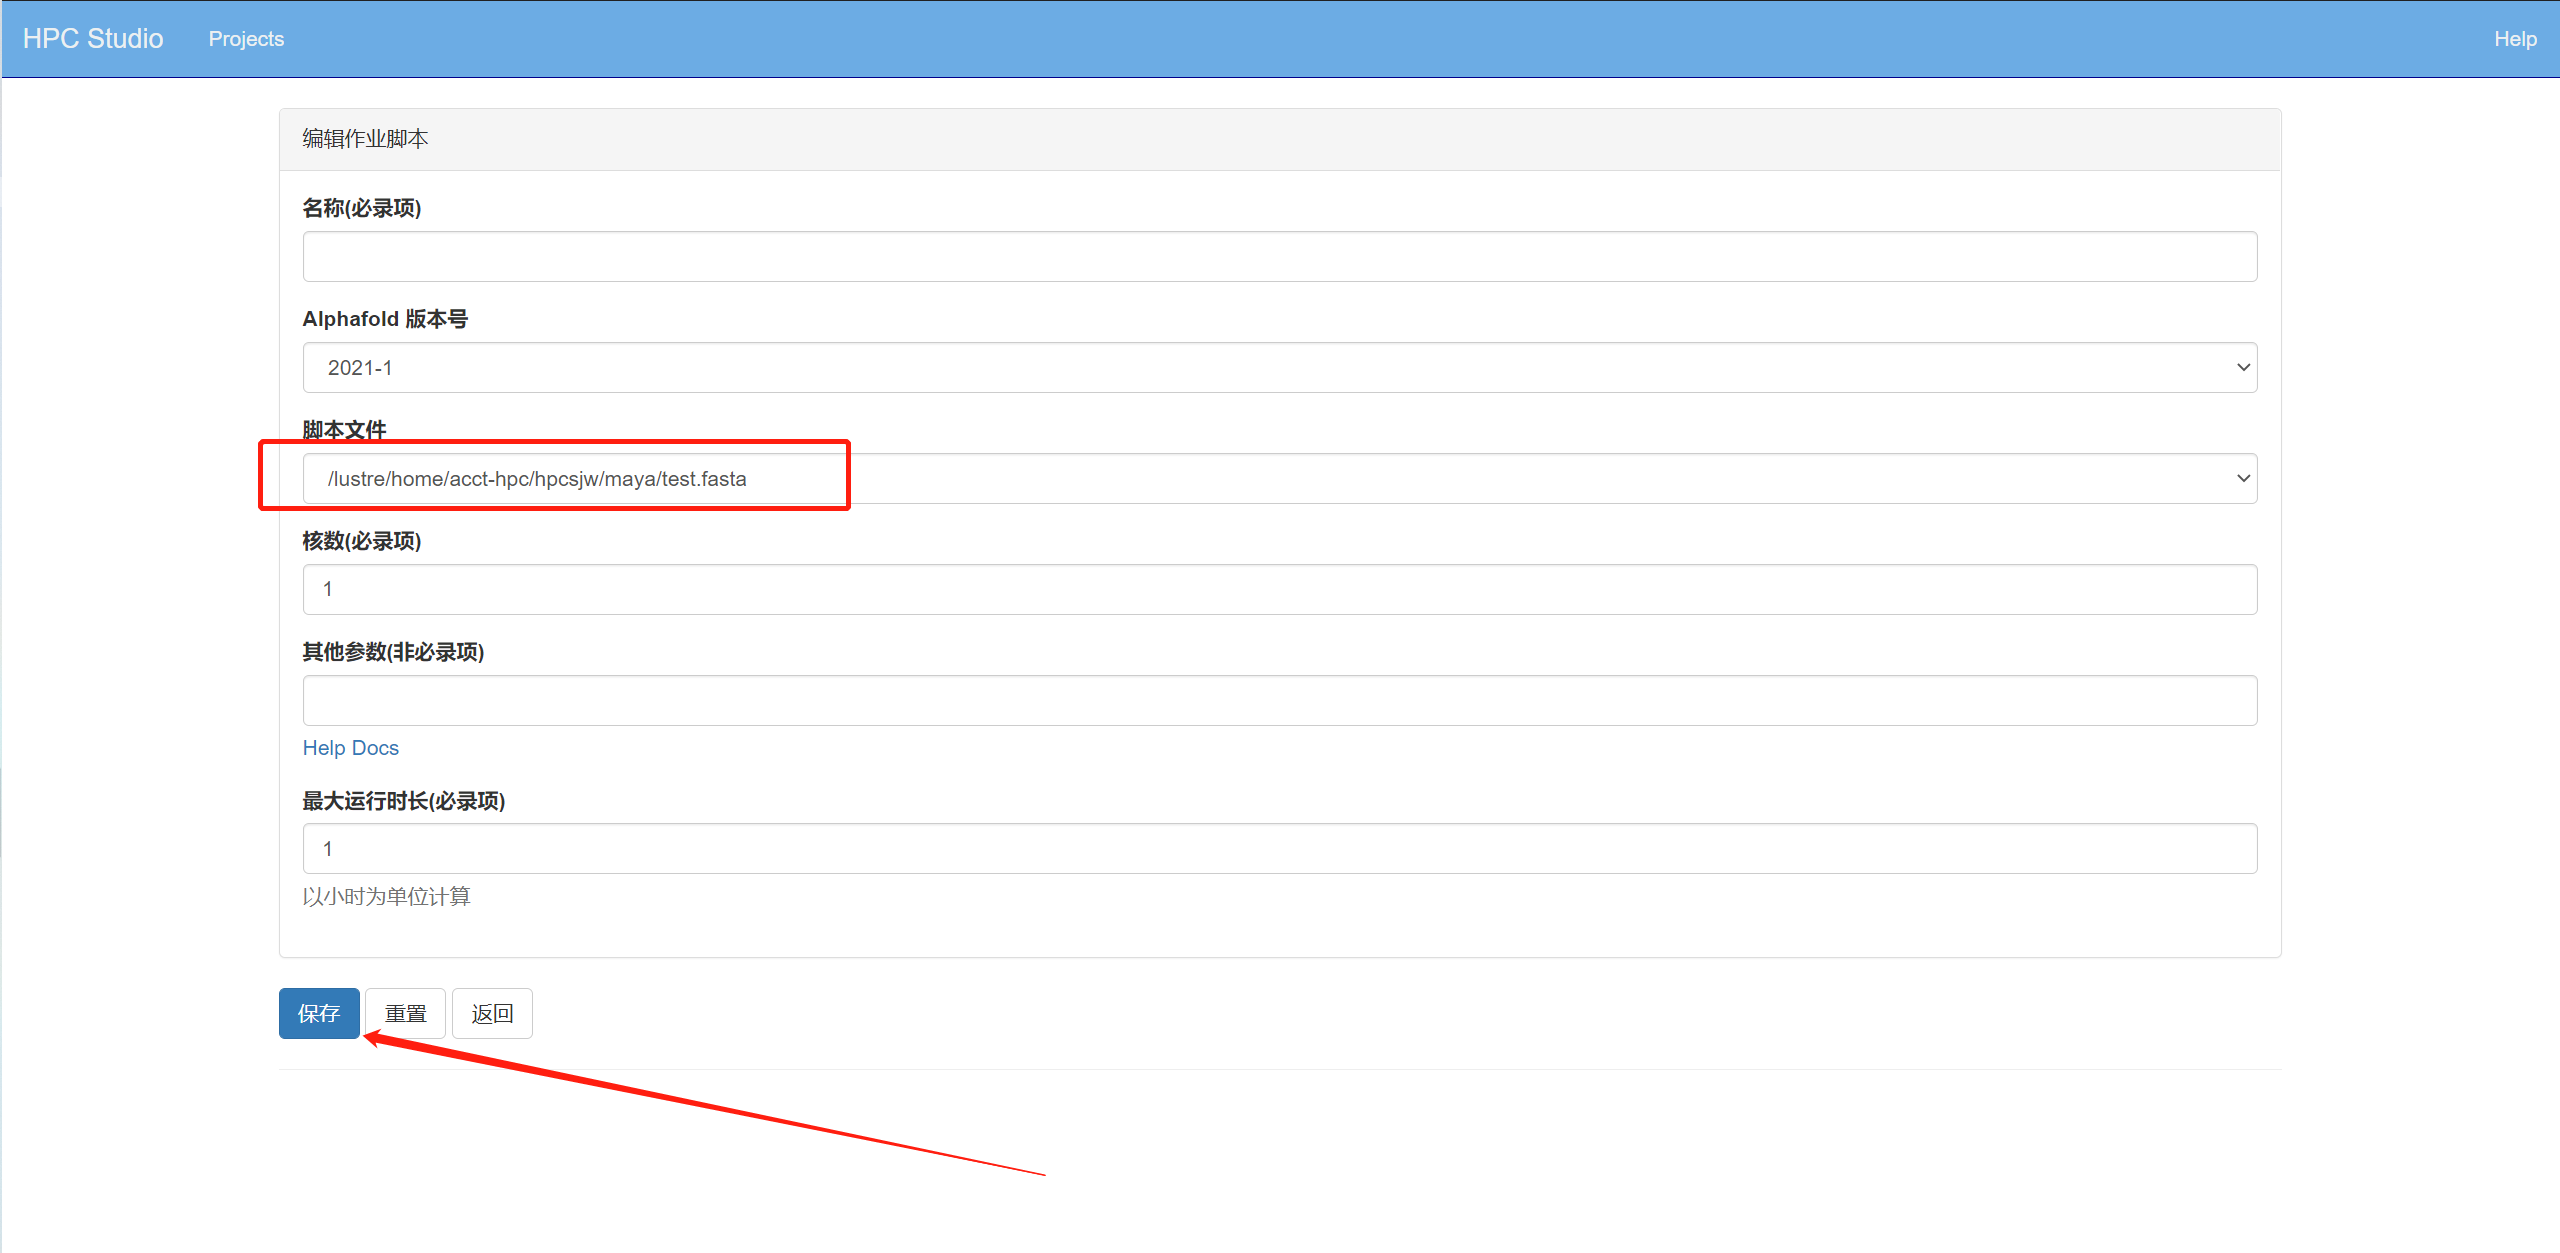 HPC Studio Projects Help
编辑作业脚本
名称(必录项)
Alphafold 版本号
2021-1
脚本文件
/lustre/home/acct-hpc/hpcsjw/maya/test.fasta
核数(必录项)
1
其他参数(非必录项)
Help Docs
最大运行时长(必录项)
1
以小时为单位计算
保存 重置 返回